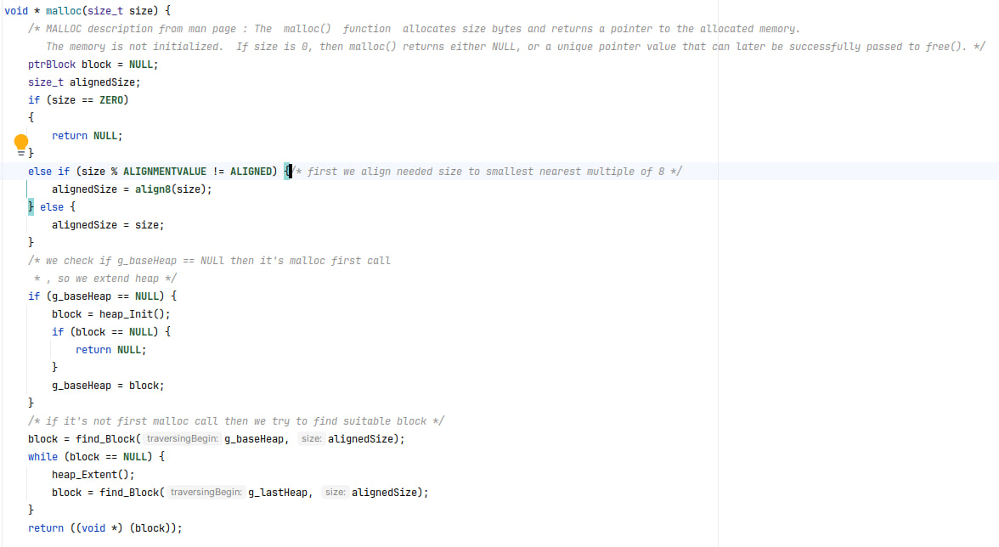 void * malloc(size_t size) {
/* MALLOC description from man page : The  malloc()  function  allocates size bytes and returns a pointer to the allocated memory.
The memory is not initialized.  If size is 0, then malloc() returns either NULL, or a unique pointer value that can later be successfully passed to free(). */
ptrBlock block = NULL;
size_t alignedSize;
if (size == ZERO)
{
return NULL;
}
else if (size % ALIGNMENTVALUE != ALIGNED) {/* first we align needed size to smallest nearest multiple of 8 */
alignedSize = align8(size);
} else {
alignedSize = size;
}
/* we check if g_baseHeap == NULl then it's malloc first call
* , so we extend heap */
if (g_baseHeap == NULL) {
block = heap_Init();
if (block == NULL) {
return NULL;
}
g_baseHeap = block;
}
/* if it's not first malloc call then we try to find suitable block */
block = find_Block( traversingBegin: g_baseHeap, size: alignedSize);
while (block == NULL) {
heap_Extent();
block = find_Block( traversingBegin: g_lastHeap, size: alignedSize);
}
return ((void *) (block));